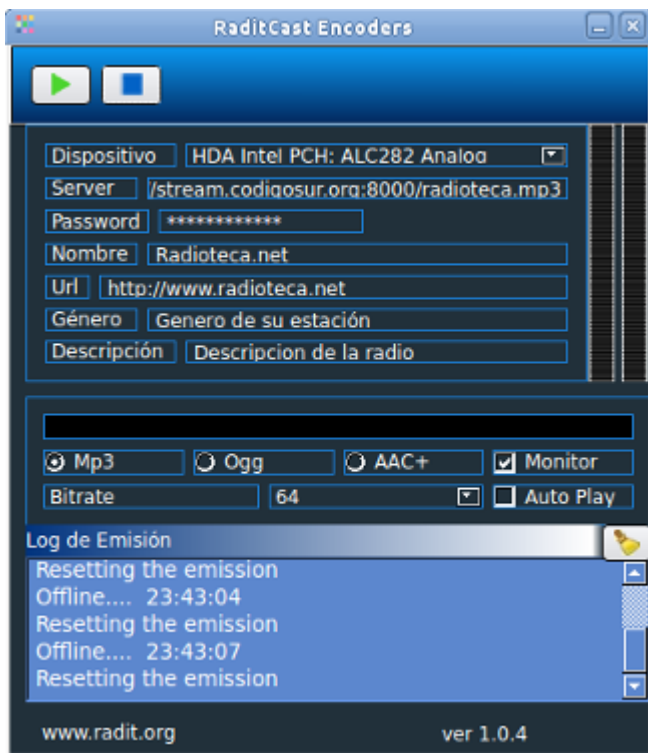 RaditCast Encoders
Dispositivo HDA Intel PCH: ALC282 Analog
Server /stream.codigosur.org:8000/radioteca.mp3
Password ************
Nombre Radioteca.net
Url http://www.radioteca.net
Género Genero de su estación
Descripción Descripcion de la radio
Mp3 Ogg AAC+ Monitor
Bitrate 64 Auto Play
Log de Emisión
Resetting the emission
Offline.... 23:43:04
Resetting the emission
Offline.... 23:43:07
Resetting the emission
www.radit.org ver 1.0.4